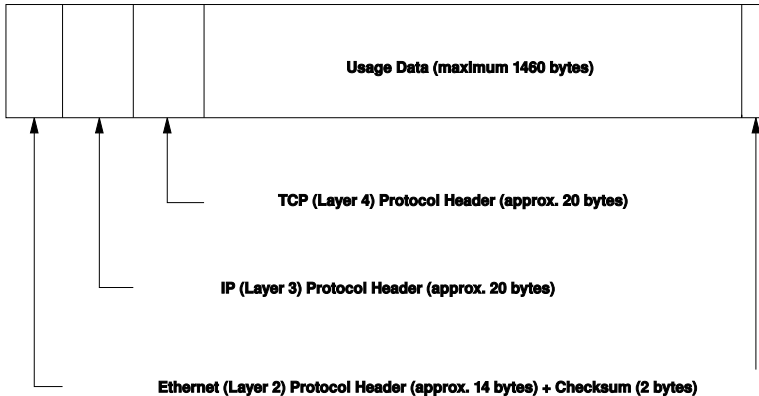 Usage Data (maximum 1460 bytes)
TCP (Layer 4) Protocol Header (approx. 20 bytes)
IP (Layer 3) Protocol Header (approx. 20 bytes)
Ethernet (Layer 2) Protocol Header (approx. 14 bytes) + Checksum (2 bytes)